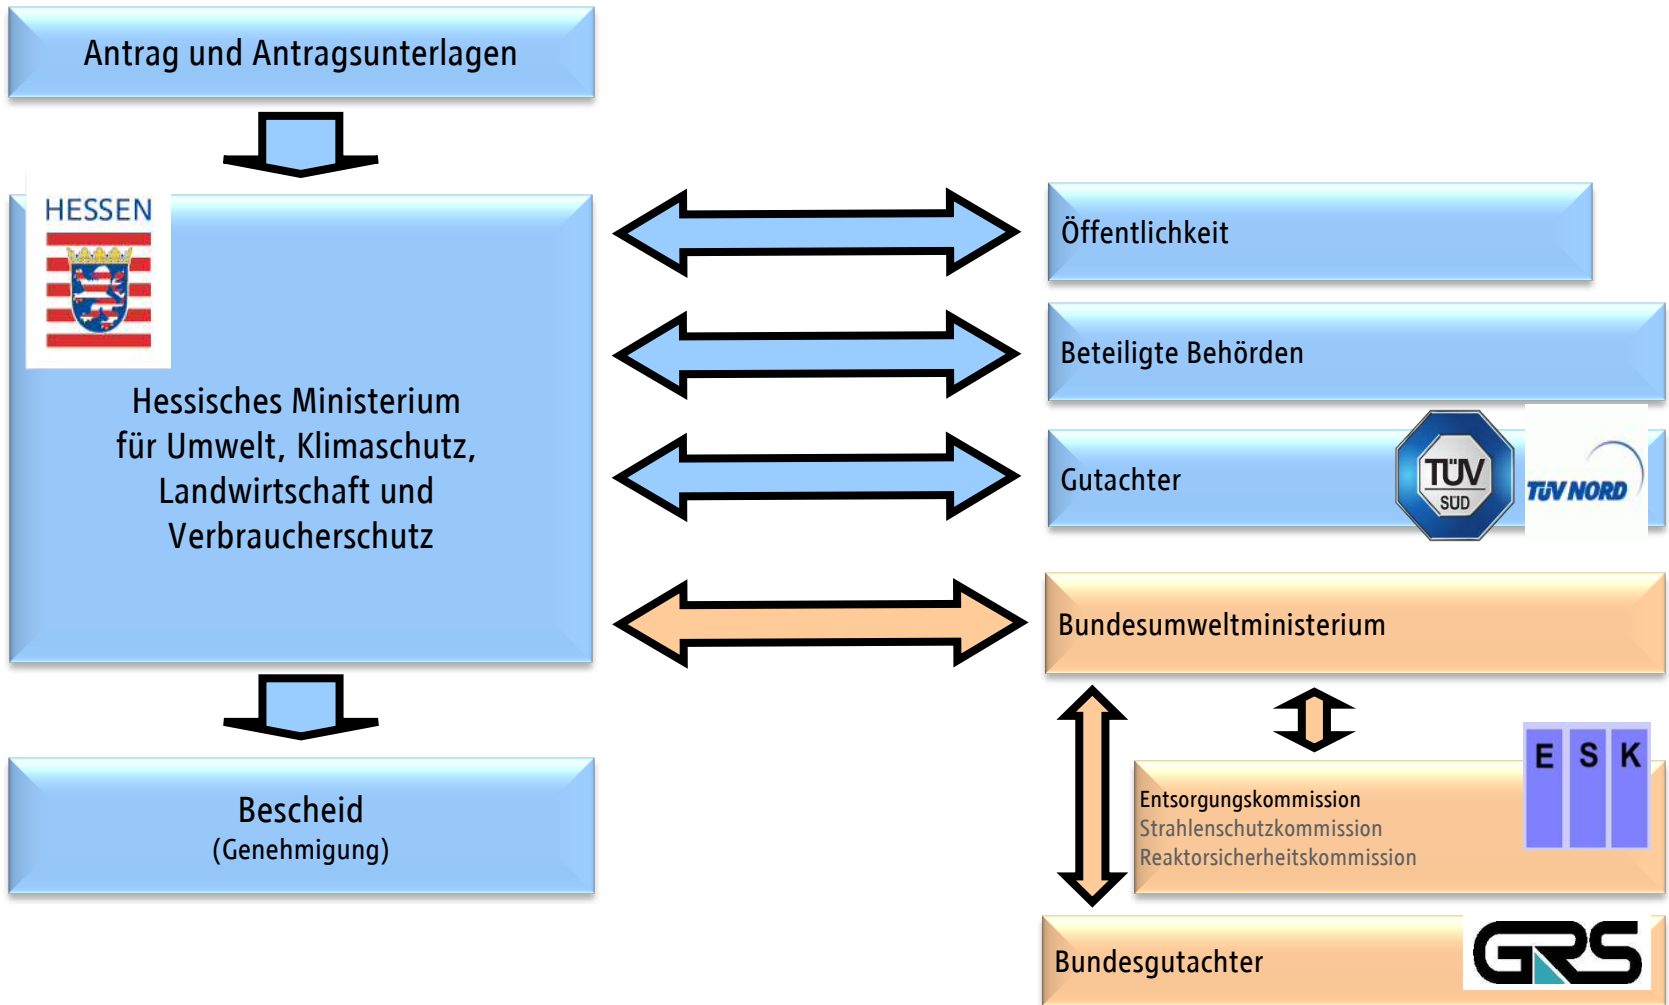 Antrag und Antragsunterlagen
HESSEN
Hessisches Ministerium
für Umwelt, Klimaschutz,
Landwirtschaft und
Verbraucherschutz
Bescheid
(Genehmigung)
Öffentlichkeit
Beteiligte Behörden
Gutachter
TÜV
SÜD
TÜV NORD
Bundesumweltministerium
E S K
Entsorgungskommission
Strahlenschutzkommission
Reaktorsicherheitskommission
Bundesgutachter
GRS